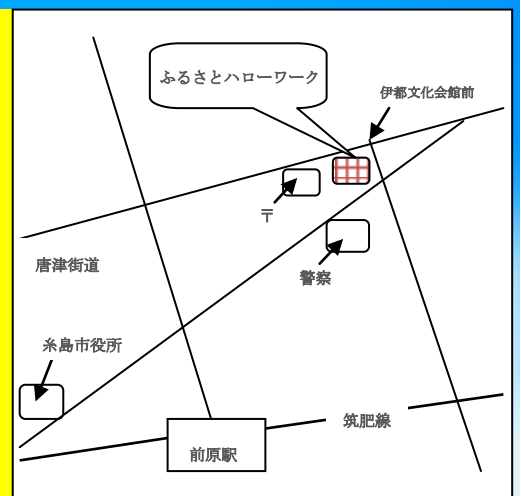 ふるさとハローワーク
伊都文化会館前
〒
唐津街道
警察
糸島市役所
筑肥線
前原駅